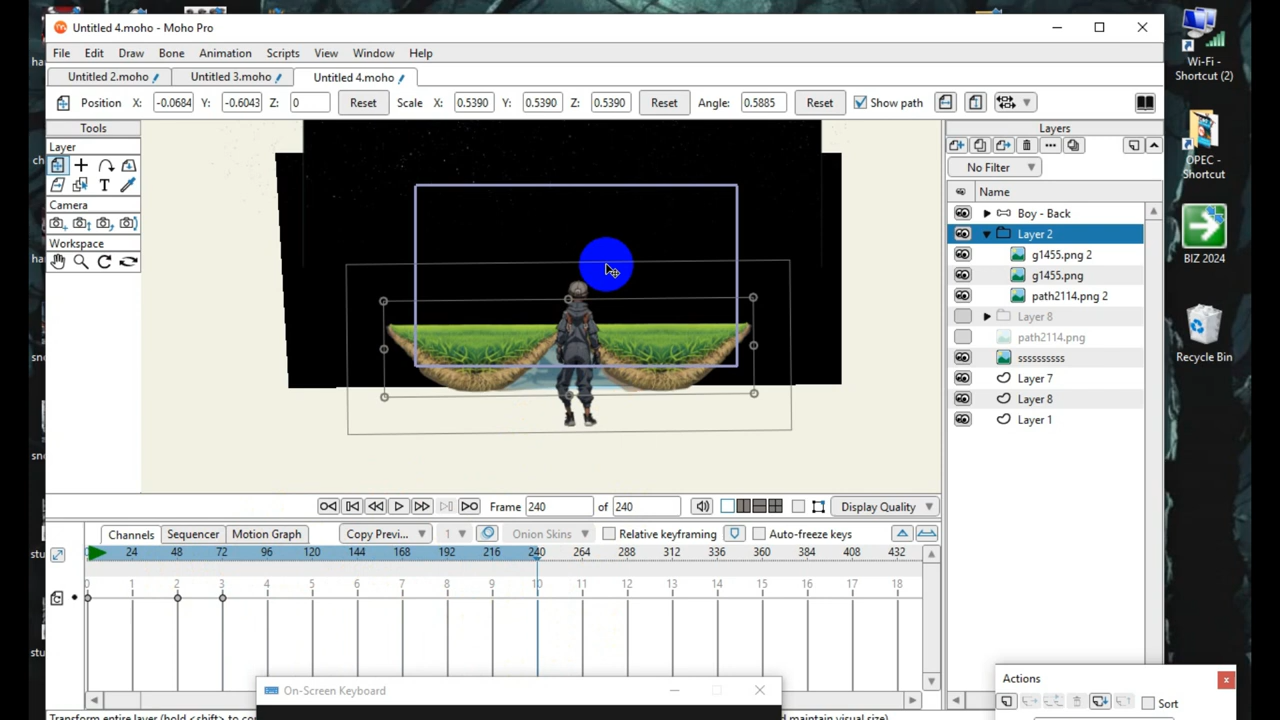 Untitled 4.moho - Moho Pro
File Edit Draw Bone Animation Scripts View Window Help
Untitled 2.moho Untitled 3.moho Untitled 4.moho
Position X: -0.0684 Y: -0.6043 Z: 0 Reset Scale X: 0.5390 Y: 0.5390 Z: 0.5390 Reset Angle: 0.5885 Reset Show path
Tools
Layer
T
Camera
Workspace
Layers
No Filter
Name
Boy - Back
Layer 2
g1455.png 2
g1455.png
path2114.png 2
Layer 8
path2114.png
ssssssssss
Layer 7
Layer 8
Layer 1
Frame 240 of 240 Display Quality
Channels Sequencer Motion Graph Copy Previ... 1 Onion Skins Relative keyframing Auto-freeze keys
24 48 72 96 120 144 168 192 216 240 264 288 312 336 360 384 408 432
0 1 2 3 4 5 6 7 8 9 10 11 12 13 14 15 16 17 18
On-Screen Keyboard
Actions
Sort
Wi-Fi -
Shortcut (2)
OPEC -
Shortcut
BIZ 2024
Recycle Bin